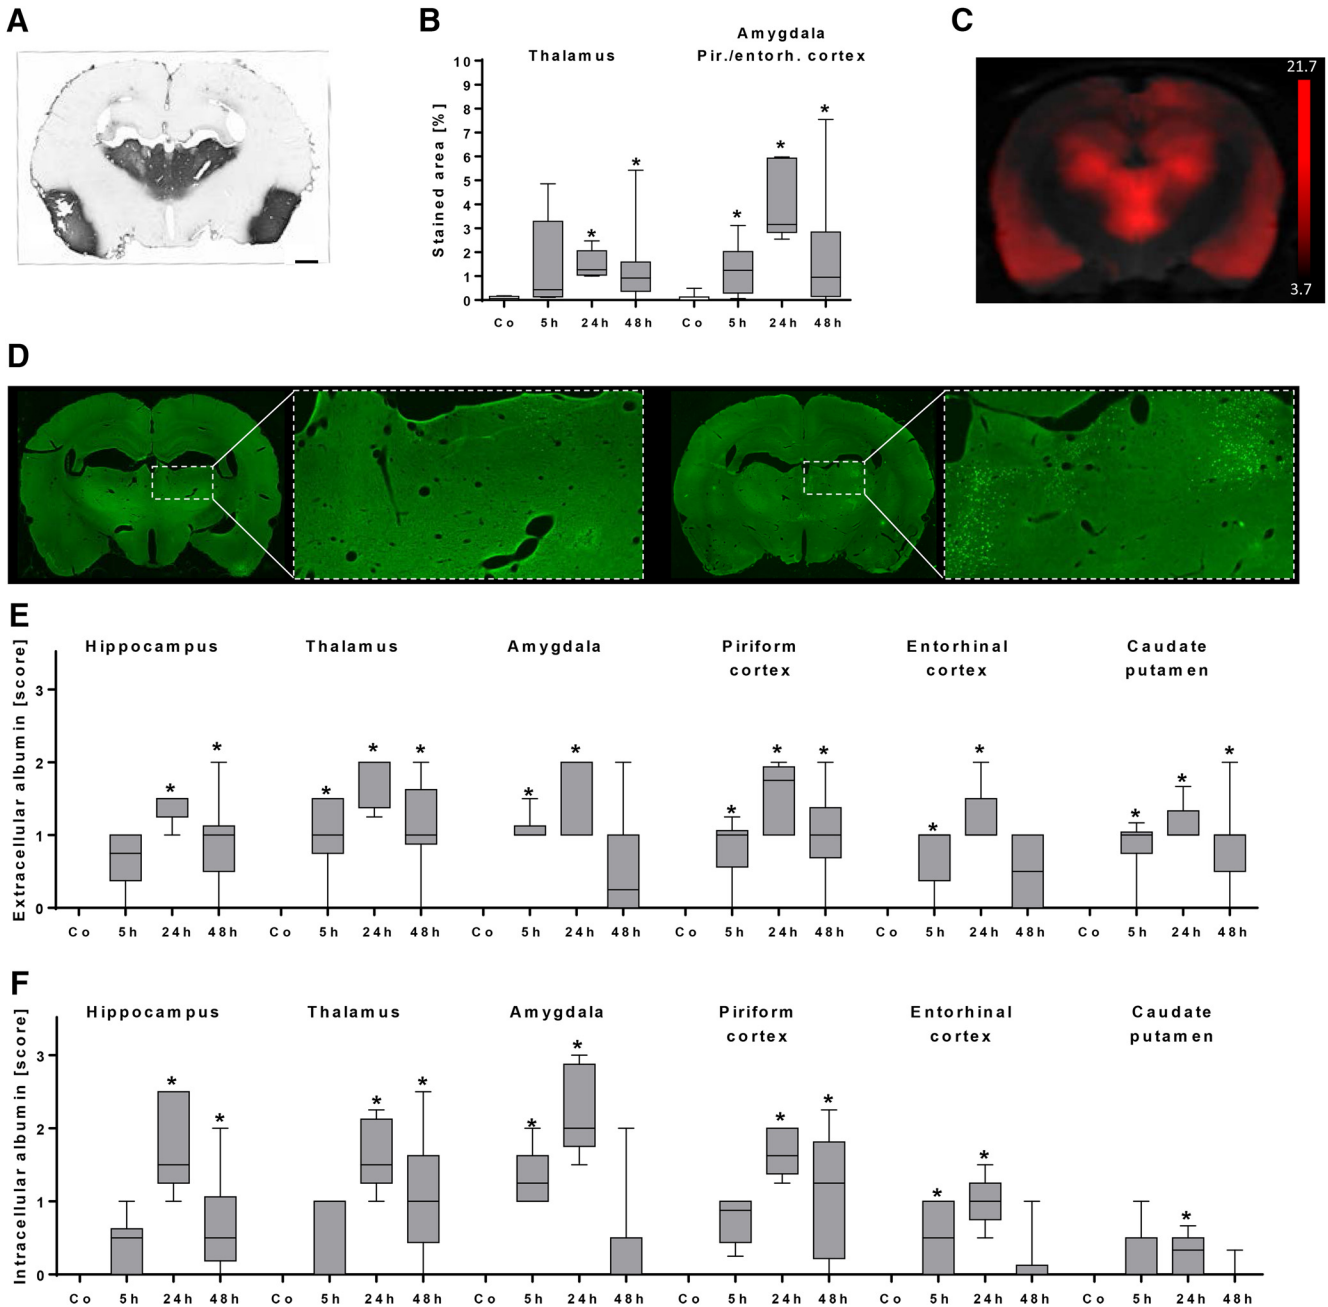 A
B
C
Thalamus
Amygdala
Pir./entorh. cortex
Stained area [%]
10
9
8
7
6
5
4
3
2
1
0
*
*
*
*
*
Co 5h 24h 48h Co 5h 24h 48h
21.7
3.7
D
E
Hippocampus Thalamus Amygdala Piriform cortex Entorhinal cortex Caudate putamen
Extracellular albumin [score]
3
2
1
0
* * * * * * * * * * * * * * *
Co 5h 24h 48h Co 5h 24h 48h Co 5h 24h 48h Co 5h 24h 48h Co 5h 24h 48h Co 5h 24h 48h
F
Hippocampus Thalamus Amygdala Piriform cortex Entorhinal cortex Caudate putamen
Intracellular albumin [score]
3
2
1
0
* * * * * * * * * * *
Co 5h 24h 48h Co 5h 24h 48h Co 5h 24h 48h Co 5h 24h 48h Co 5h 24h 48h Co 5h 24h 48h